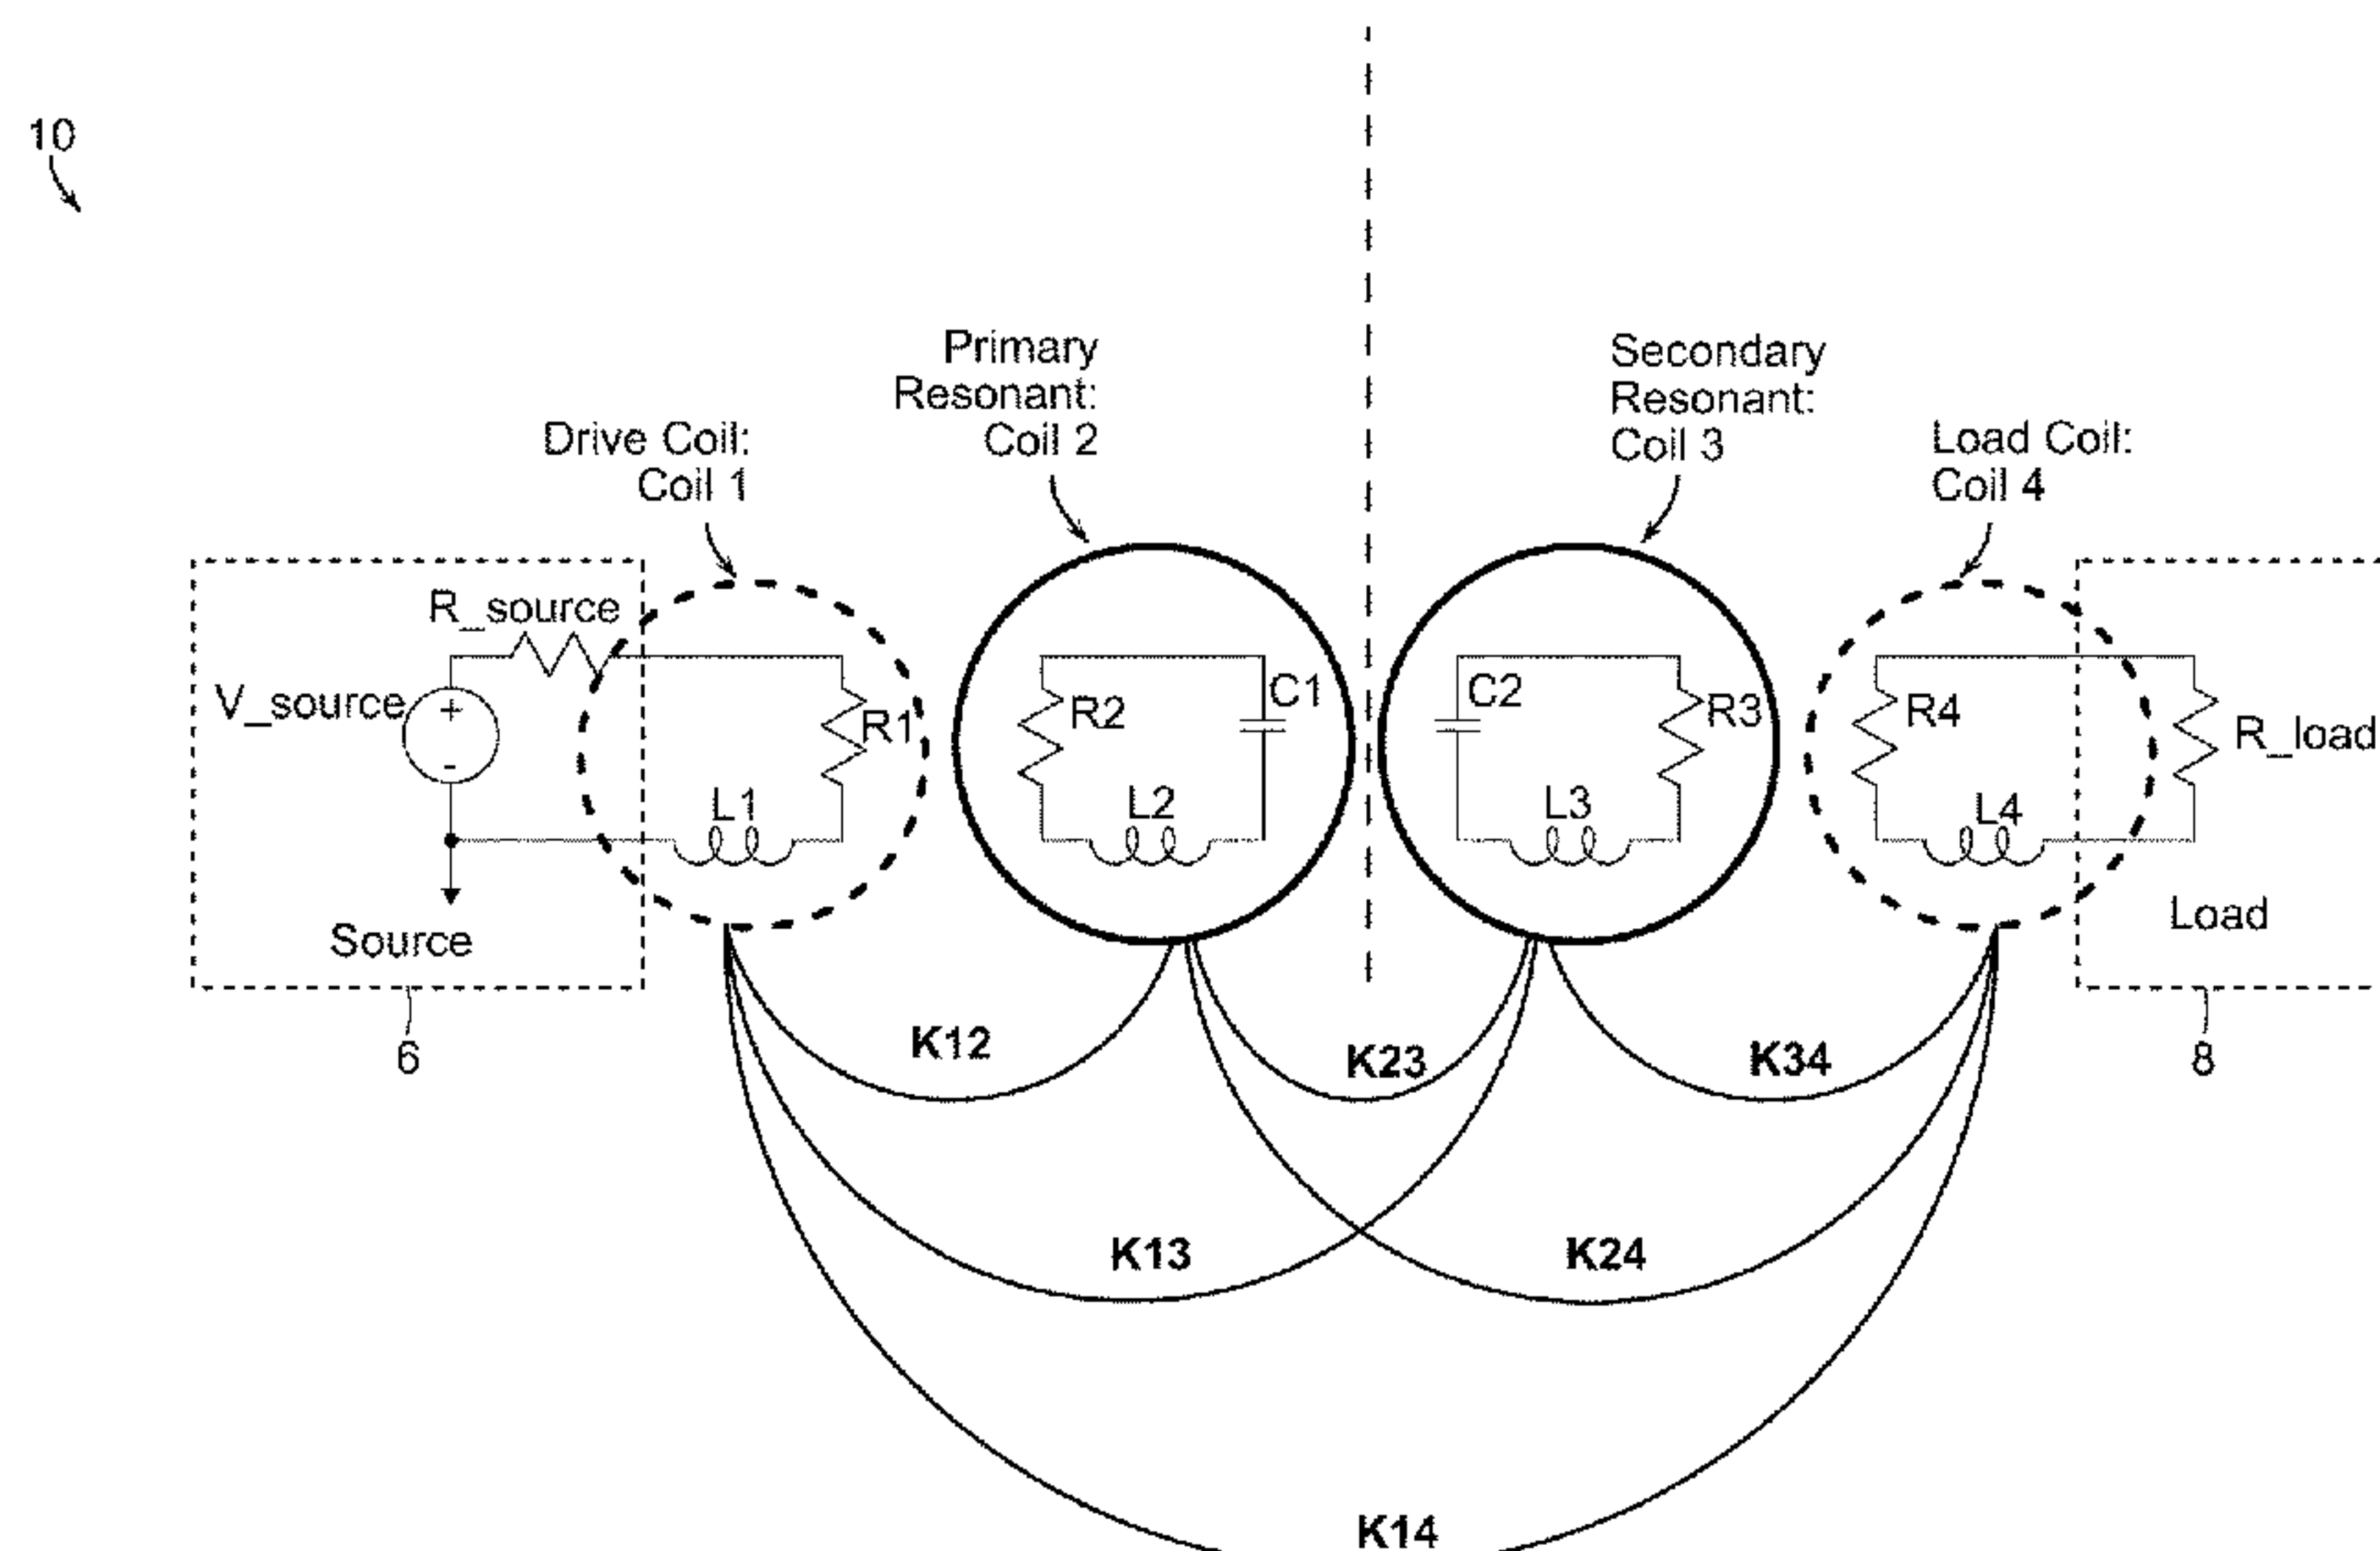 10
Primary
Resonant:
Coil 2
Secondary
Resonant:
Coil 3
Drive Coil:
Coil 1
Load Coil:
Coil 4
R_source
V_source
+
-
R1
L1
Source
6
R2
C1
L2
C2
R3
L3
R4
L4
R_load
Load
8
K12
K23
K34
K13
K24
K14